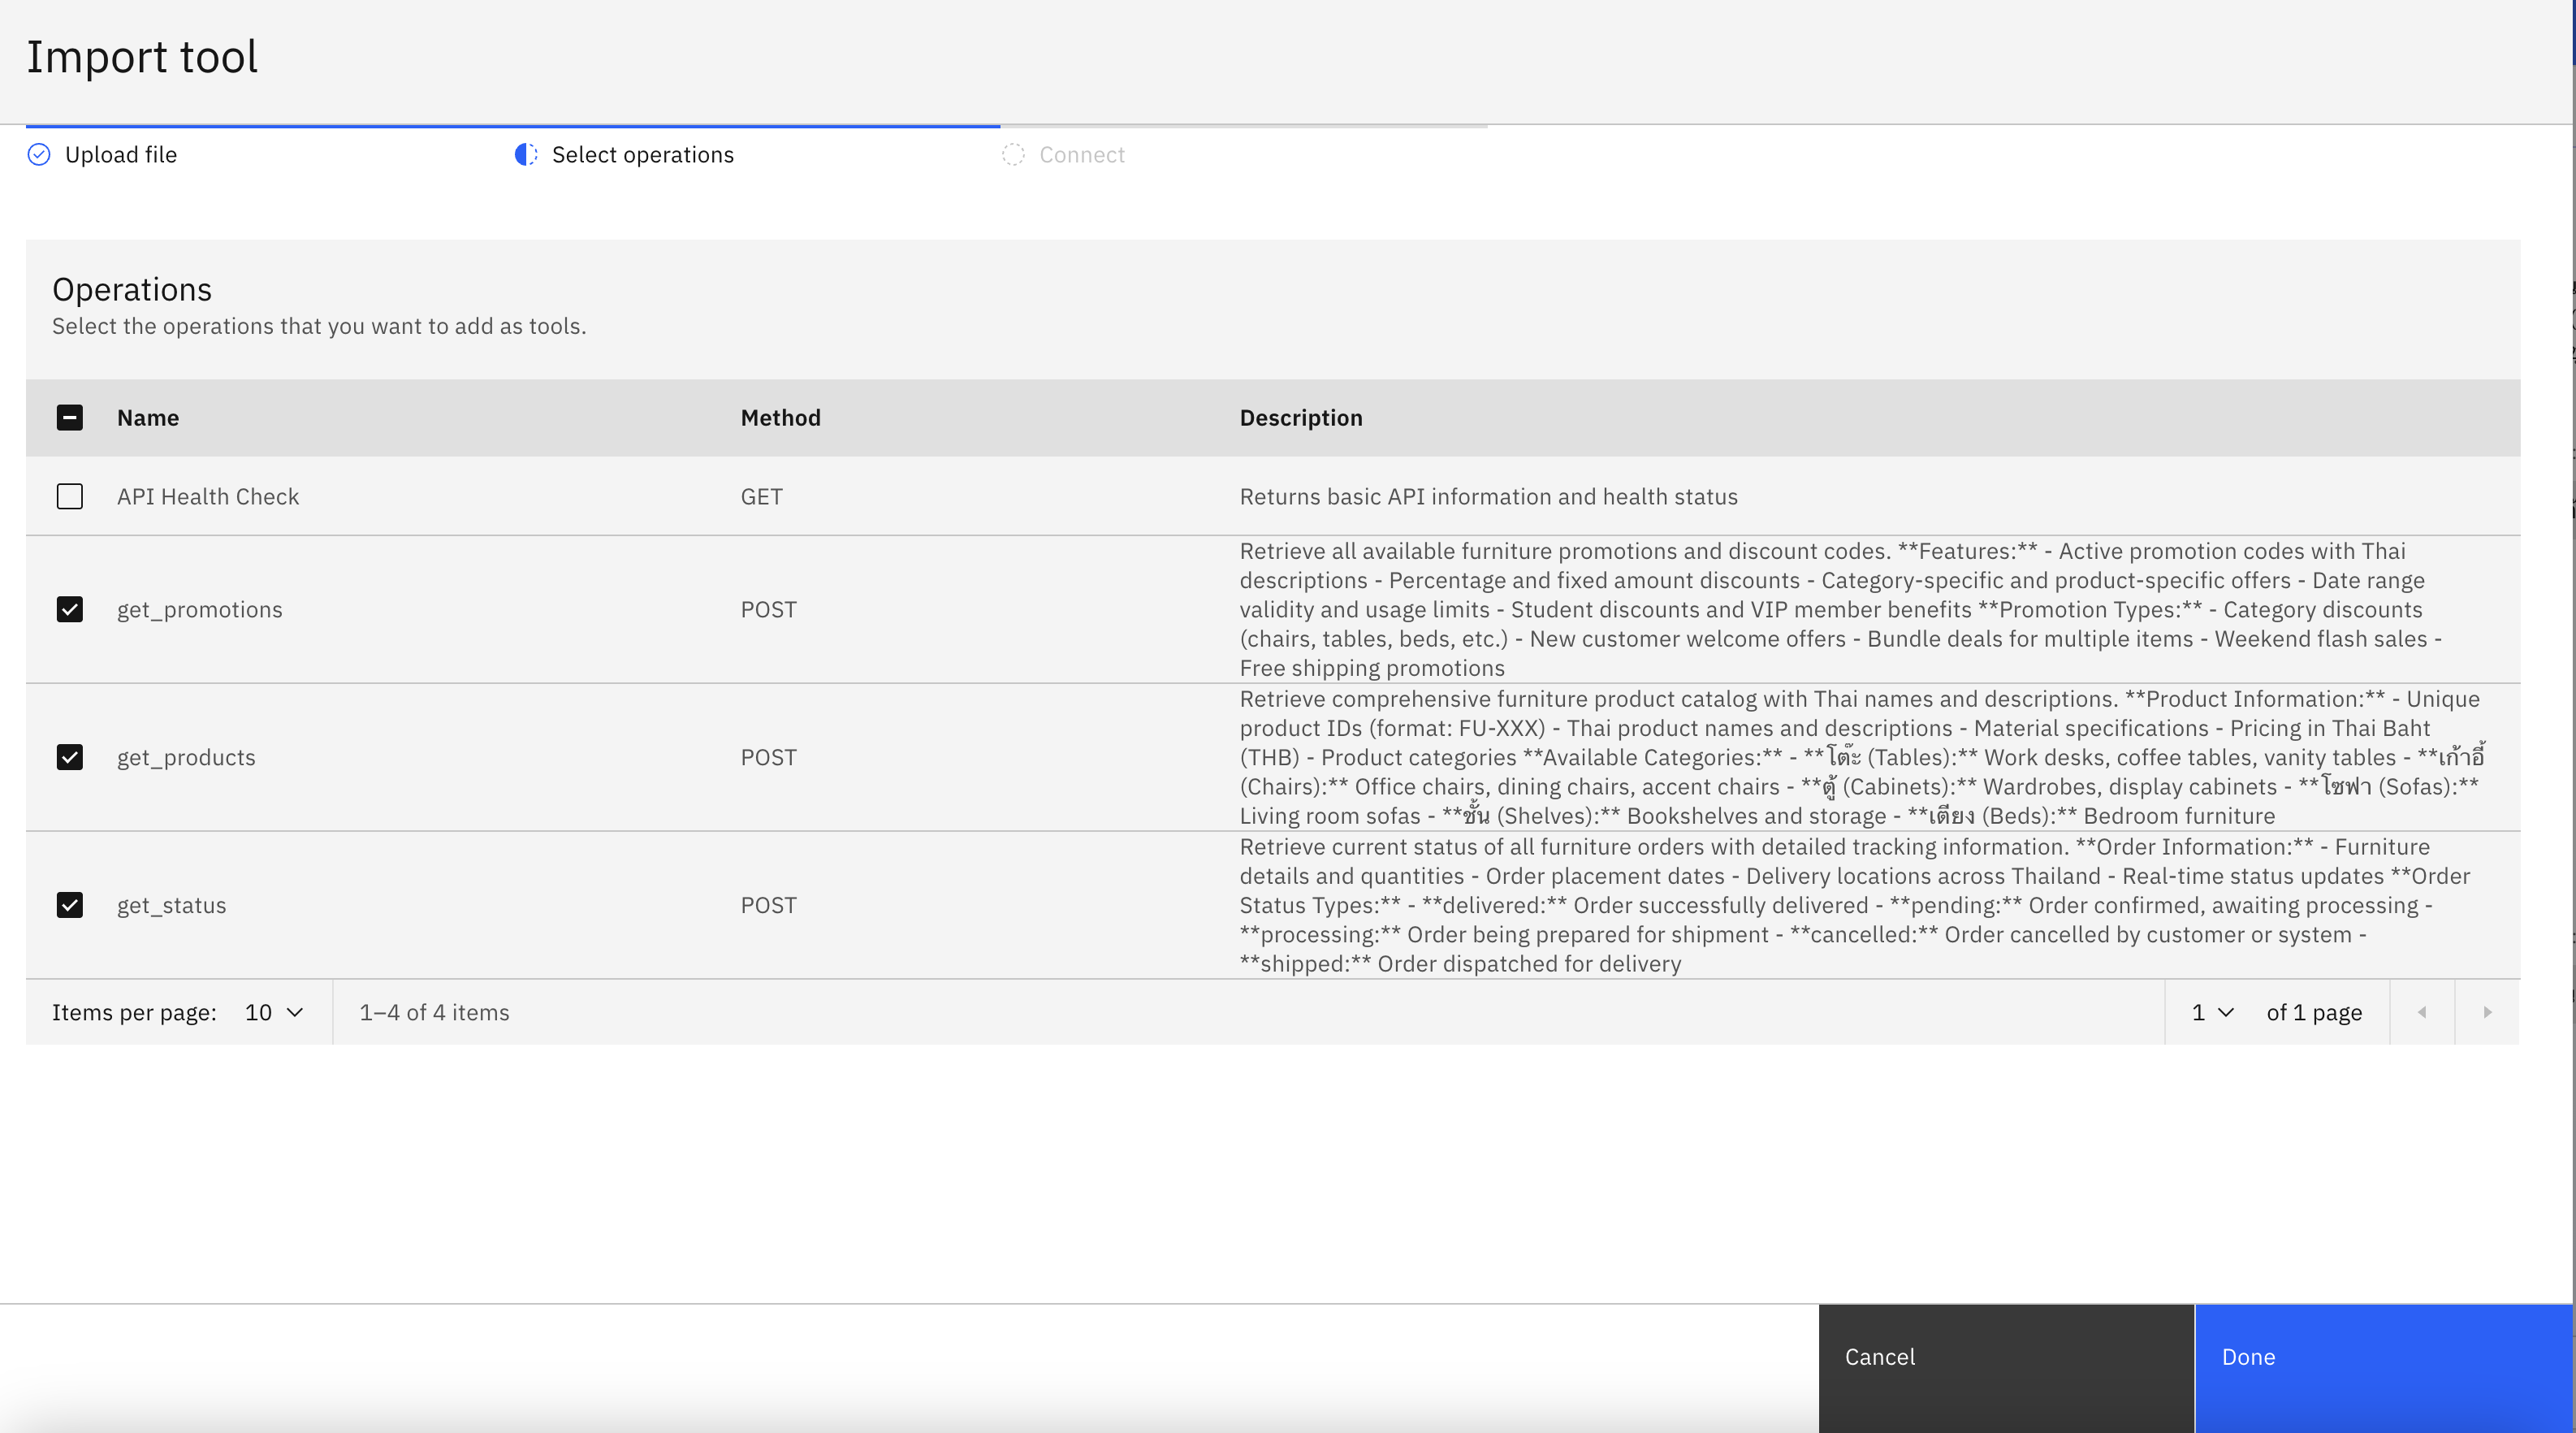 Import tool
Upload file
Select operations
Connect
Operations
Select the operations that you want to add as tools.
Name Method Description
API Health Check GET Returns basic API information and health status
get_promotions POST Retrieve all available furniture promotions and discount codes. **Features:** - Active promotion codes with Thai
descriptions - Percentage and fixed amount discounts - Category-specific and product-specific offers - Date range
validity and usage limits - Student discounts and VIP member benefits **Promotion Types:** - Category discounts
(chairs, tables, beds, etc.) - New customer welcome offers - Bundle deals for multiple items - Weekend flash sales -
Free shipping promotions
get_products POST Retrieve comprehensive furniture product catalog with Thai names and descriptions. **Product Information:** - Unique
product IDs (format: FU-XXX) - Thai product names and descriptions - Material specifications - Pricing in Thai Baht
(THB) - Product categories **Available Categories:** - **โต๊ะ (Tables):** Work desks, coffee tables, vanity tables - **เก้าอี้
(Chairs):** Office chairs, dining chairs, accent chairs - **ตู้ (Cabinets):** Wardrobes, display cabinets - **โซฟา (Sofas):**
Living room sofas - **ชั้น (Shelves):** Bookshelves and storage - **เตียง (Beds):** Bedroom furniture
get_status POST Retrieve current status of all furniture orders with detailed tracking information. **Order Information:** - Furniture
details and quantities - Order placement dates - Delivery locations across Thailand - Real-time status updates **Order
Status Types:** - **delivered:** Order successfully delivered - **pending:** Order confirmed, awaiting processing -
**processing:** Order being prepared for shipment - **cancelled:** Order cancelled by customer or system -
**shipped:** Order dispatched for delivery
Items per page: 10 1–4 of 4 items 1 of 1 page
Cancel Done